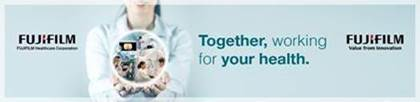 FUJIFILM
FUJIFILM Healthcare Corporation
Together, working
for your health.
FUJIFILM
Value from Innovation